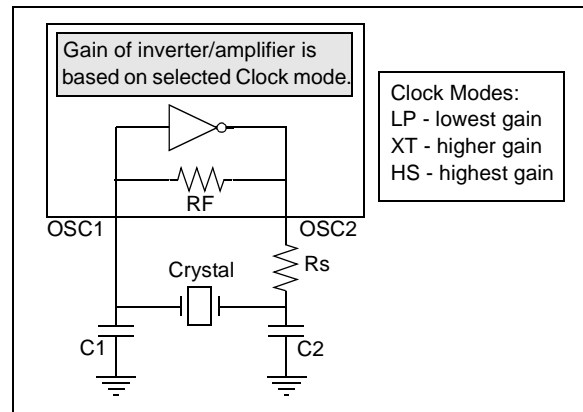 Gain of inverter/amplifier is
based on selected Clock mode.
Clock Modes:
LP - lowest gain
XT - higher gain
HS - highest gain
RF
OSC1
OSC2
Rs
Crystal
C1
C2